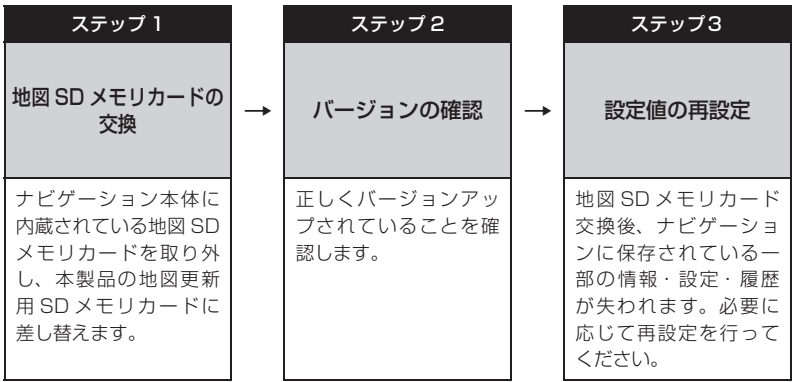 ステップ 1
地図 SD メモリカードの
交換
ナビゲーション本体に
内蔵されている地図 SD
メモリカードを取り外
し、本製品の地図更新
用 SD メモリカードに
差し替えます。
→
ステップ 2
バージョンの確認
正しくバージョンアッ
プされていることを確
認します。
→
ステップ3
設定値の再設定
地図 SD メモリカード
交換後、ナビゲーショ
ンに保存されている一
部の情報・設定・履歴
が失われます。必要に
応じて再設定を行って
ください。